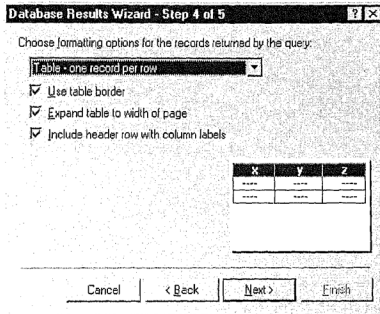 Database Results Wizard - Step 4 of 5
Choose formatting options for the records returned by the query:
Table - one record per row
Use table border
Expand table to width of page
Include header row with column labels
x y z
---- ---- ----
---- ---- ----
Cancel < Back Next > Finish